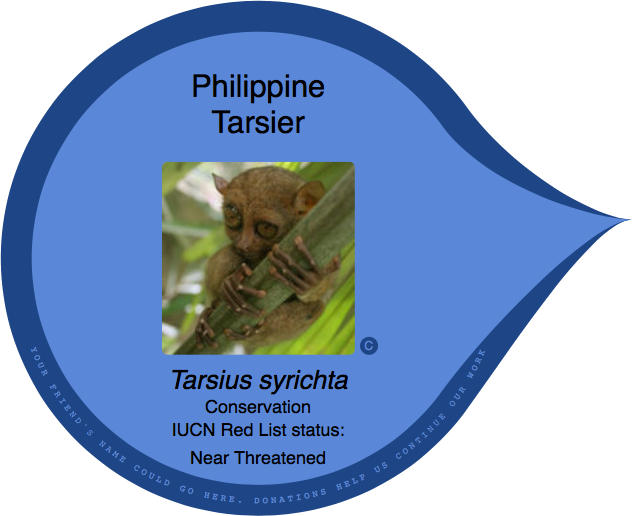 Philippine
Tarsier
C
Tarsius syrichta
Conservation
IUCN Red List status:
Near Threatened
YOUR FRIEND'S NAME COULD GO HERE. DONATIONS HELP US CONTINUE OUR WORK